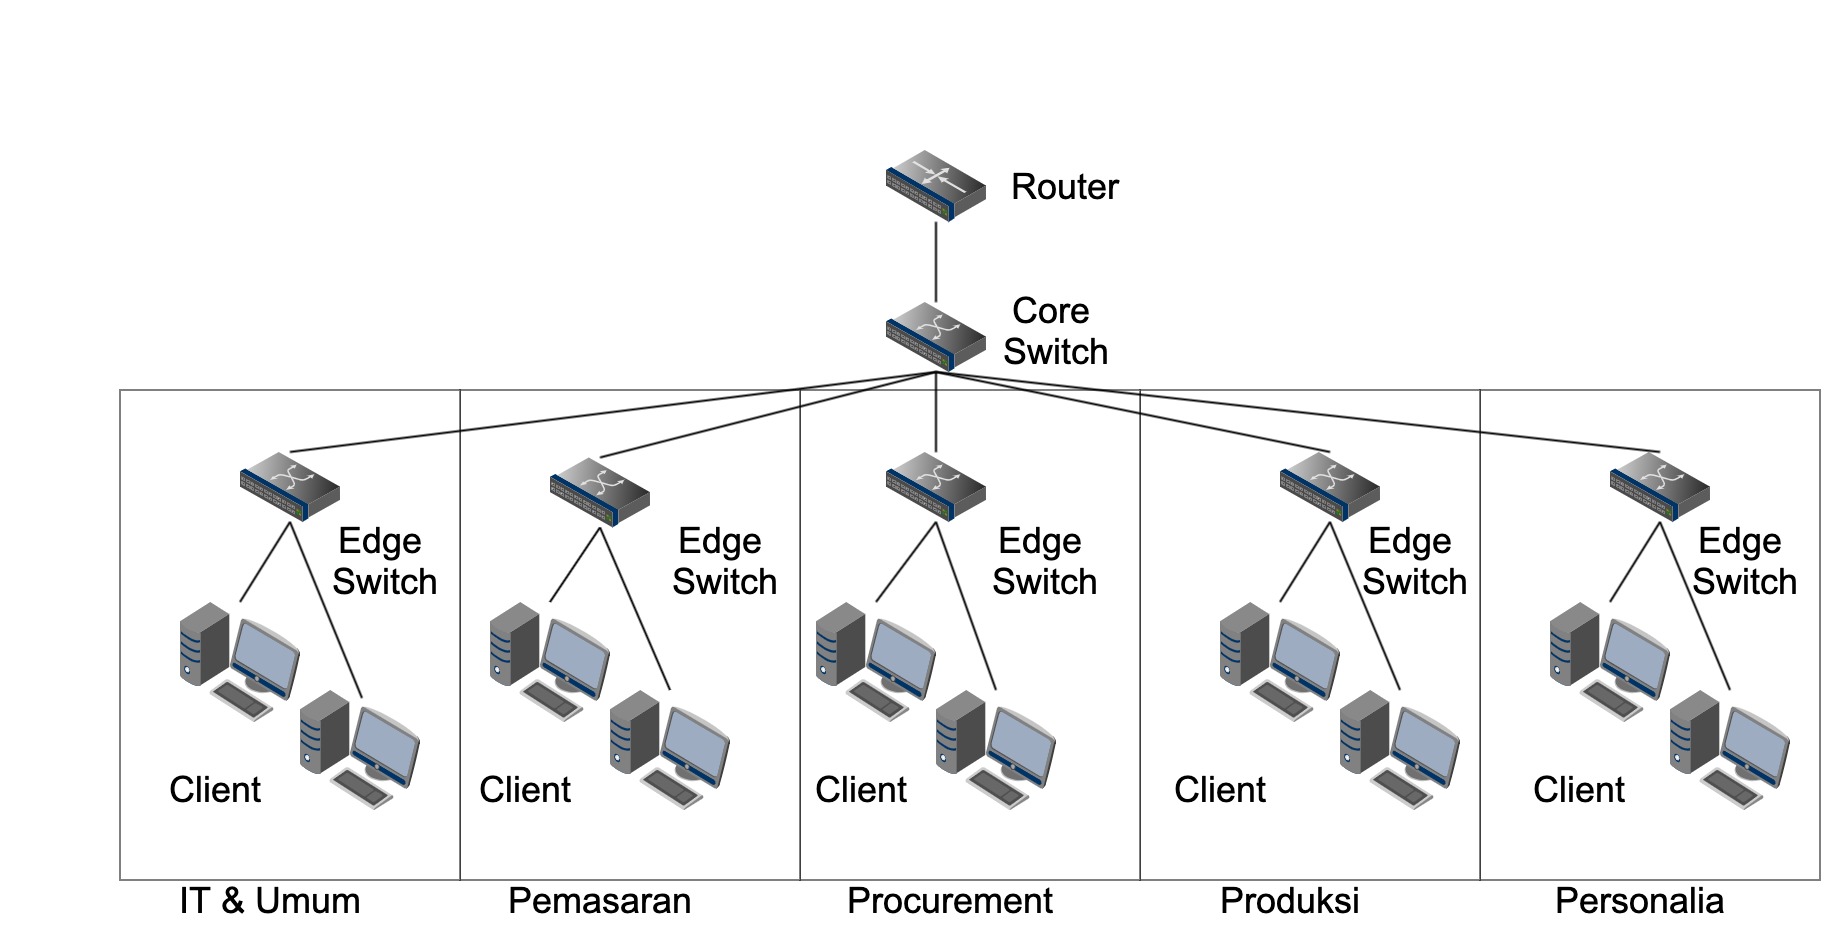 Router
Core
Switch
Edge
Switch
Edge
Switch
Edge
Switch
Edge
Switch
Edge
Switch
Client
Client
Client
Client
Client
IT & Umum
Pemasaran
Procurement
Produksi
Personalia